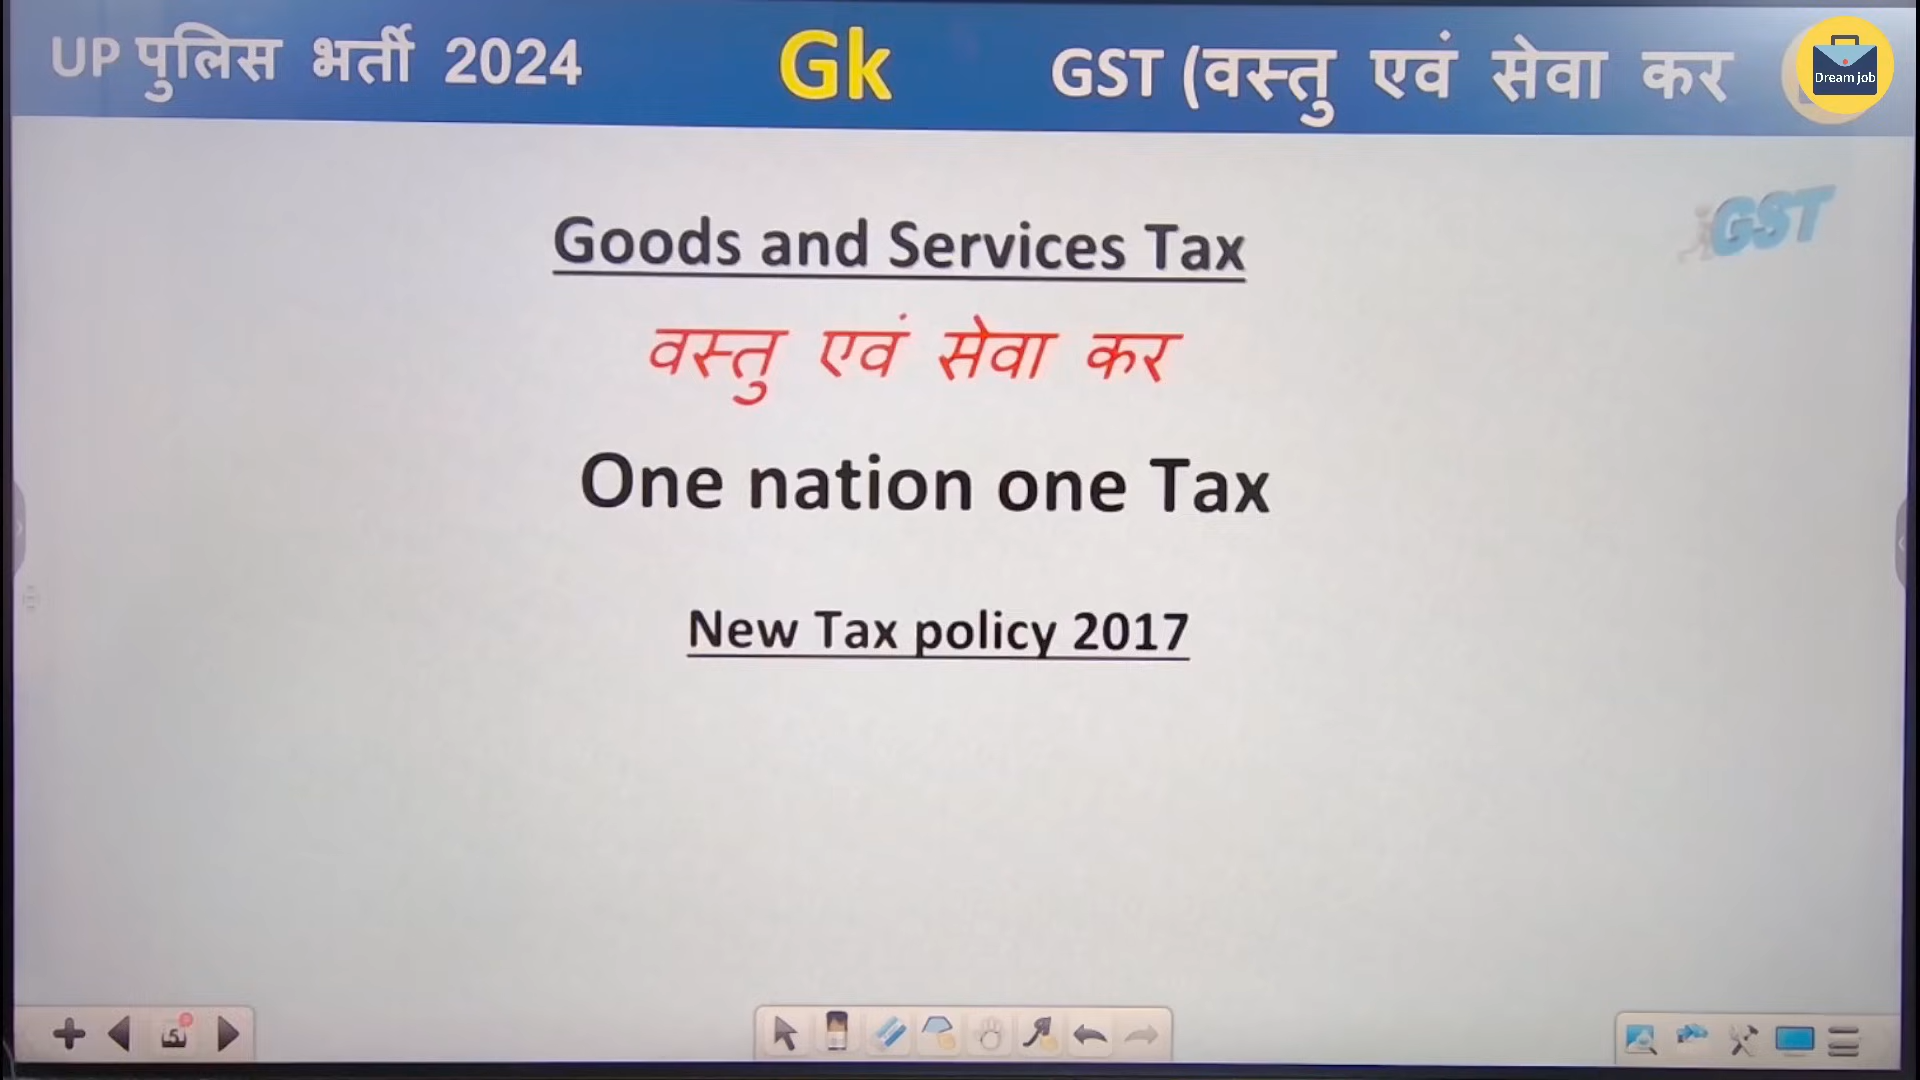 UP पुलिस भर्ती 2024 Gk GST (वस्तु एवं सेवा कर
Dream job
GST
Goods and Services Tax
वस्तु एवं सेवा कर
One nation one Tax
New Tax policy 2017
5